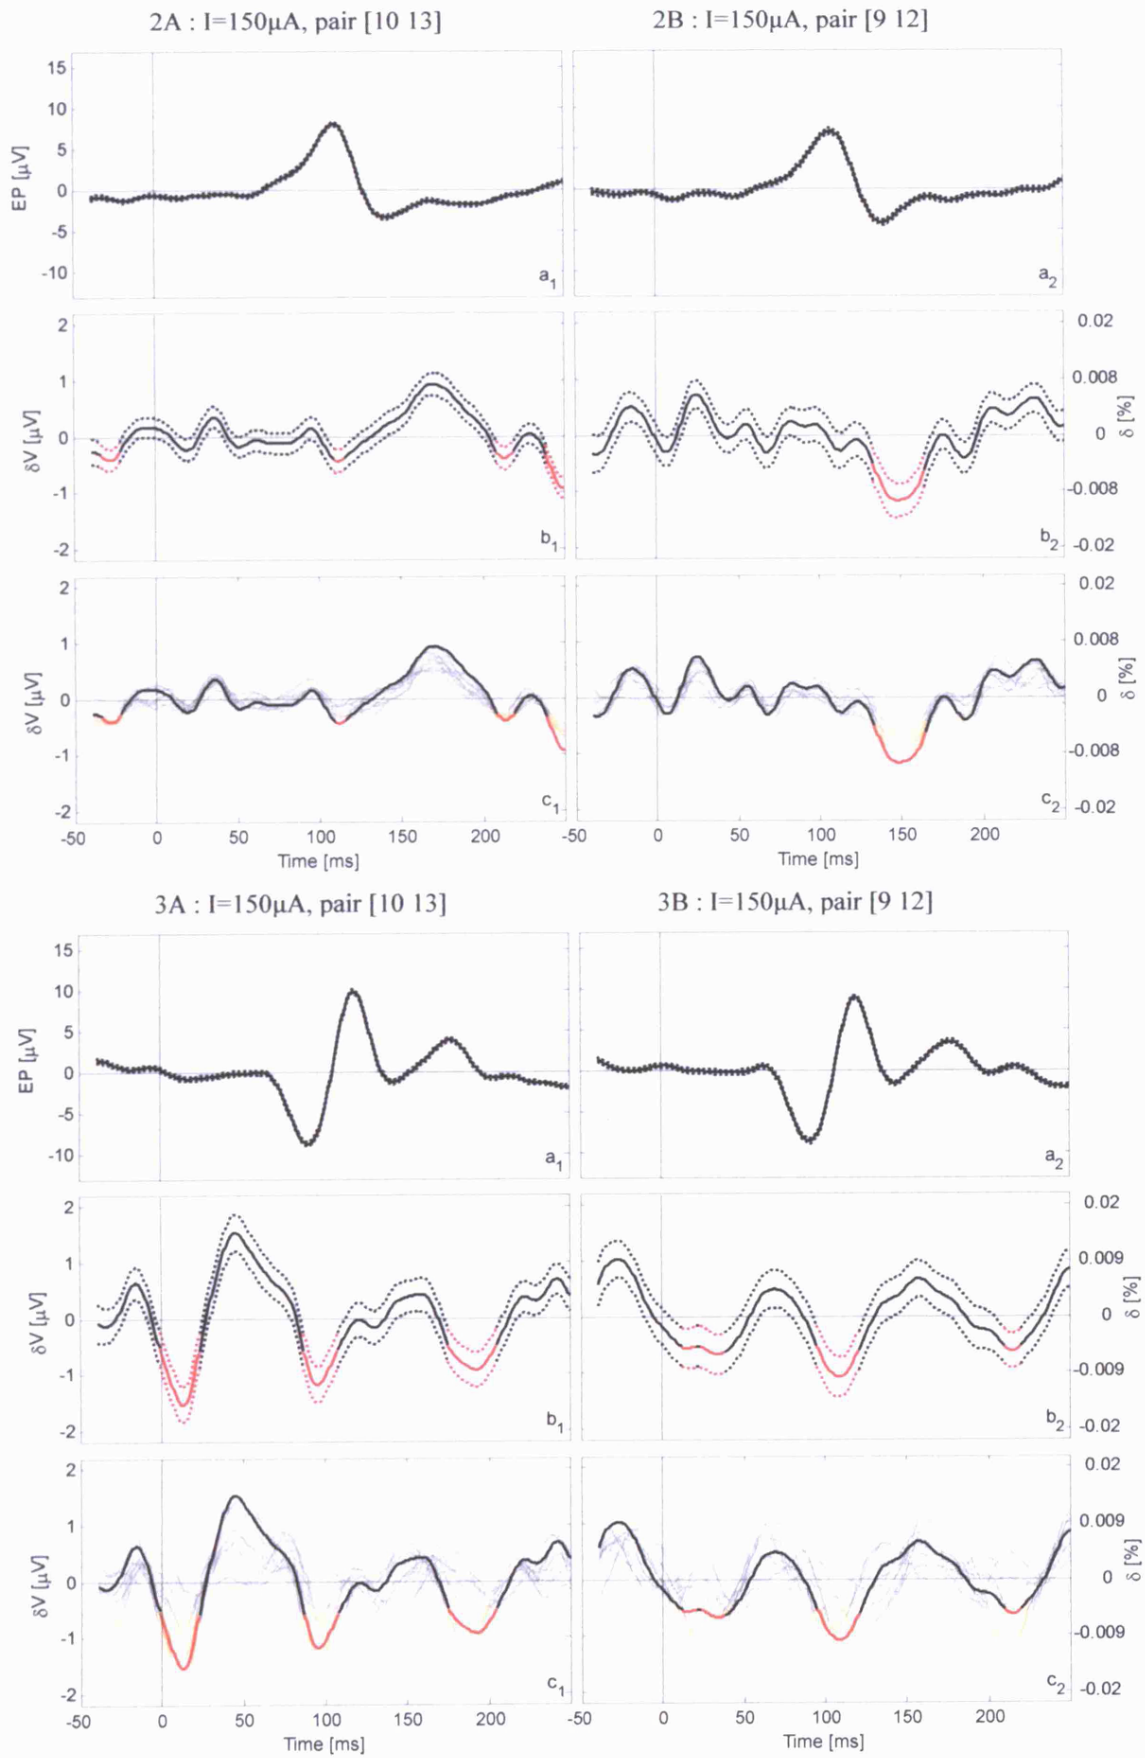 2A : I=150µA, pair [10 13]
2B : I=150µA, pair [9 12]
15
10
5
0
-5
-10
EP [µV]
a1
a2
2
1
0
-1
-2
δV [µV]
b1
b2
0.02
0.008
0
-0.008
-0.02
δ [%]
2
1
0
-1
-2
δV [µV]
c1
c2
0.02
0.008
0
-0.008
-0.02
δ [%]
-50 0 50 100 150 200 -50 0 50 100 150 200
Time [ms] Time [ms]
3A : I=150µA, pair [10 13]
3B : I=150µA, pair [9 12]
15
10
5
0
-5
-10
EP [µV]
a1
a2
2
1
0
-1
-2
δV [µV]
b1
b2
0.02
0.009
0
-0.009
-0.02
δ [%]
2
1
0
-1
-2
δV [µV]
c1
c2
0.02
0.009
0
-0.009
-0.02
δ [%]
-50 0 50 100 150 200 -50 0 50 100 150 200
Time [ms] Time [ms]